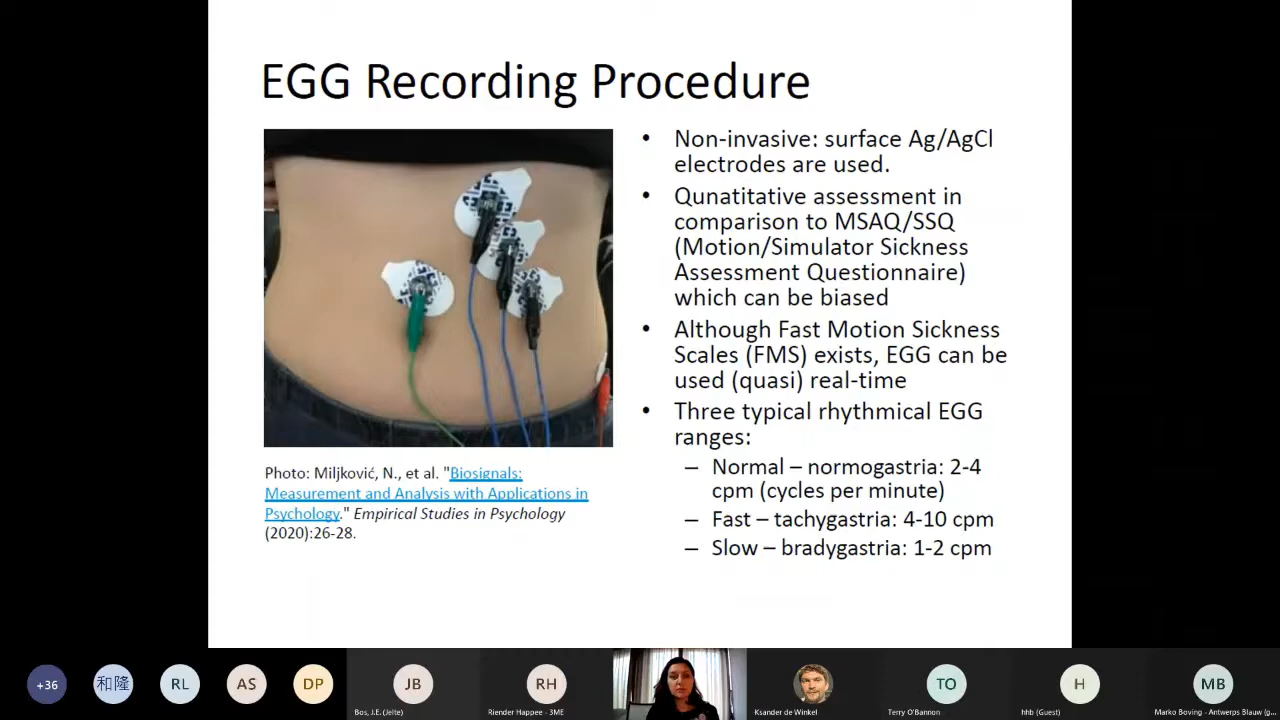 EGG Recording Procedure
• Non-invasive: surface Ag/AgCl
electrodes are used.
• Qunatitative assessment in
comparison to MSAQ/SSQ
(Motion/Simulator Sickness
Assessment Questionnaire)
which can be biased
• Although Fast Motion Sickness
Scales (FMS) exists, EGG can be
used (quasi) real-time
• Three typical rhythmical EGG
ranges:
– Normal – normogastria: 2-4
cpm (cycles per minute)
– Fast – tachygastria: 4-10 cpm
– Slow – bradygastria: 1-2 cpm
Photo: Miljković, N., et al. "Biosignals:
Measurement and Analysis with Applications in
Psychology." Empirical Studies in Psychology
(2020):26-28.
+36
和隆
RL
AS
DP
JB
RH
TO
H
MB
Bos, J.E. (Jelte)
Riender Happee - 3ME
Ksander de Winkel
Terry O'Bannon
hhb (Guest)
Marko Boving - Antwerps Blauw (g...